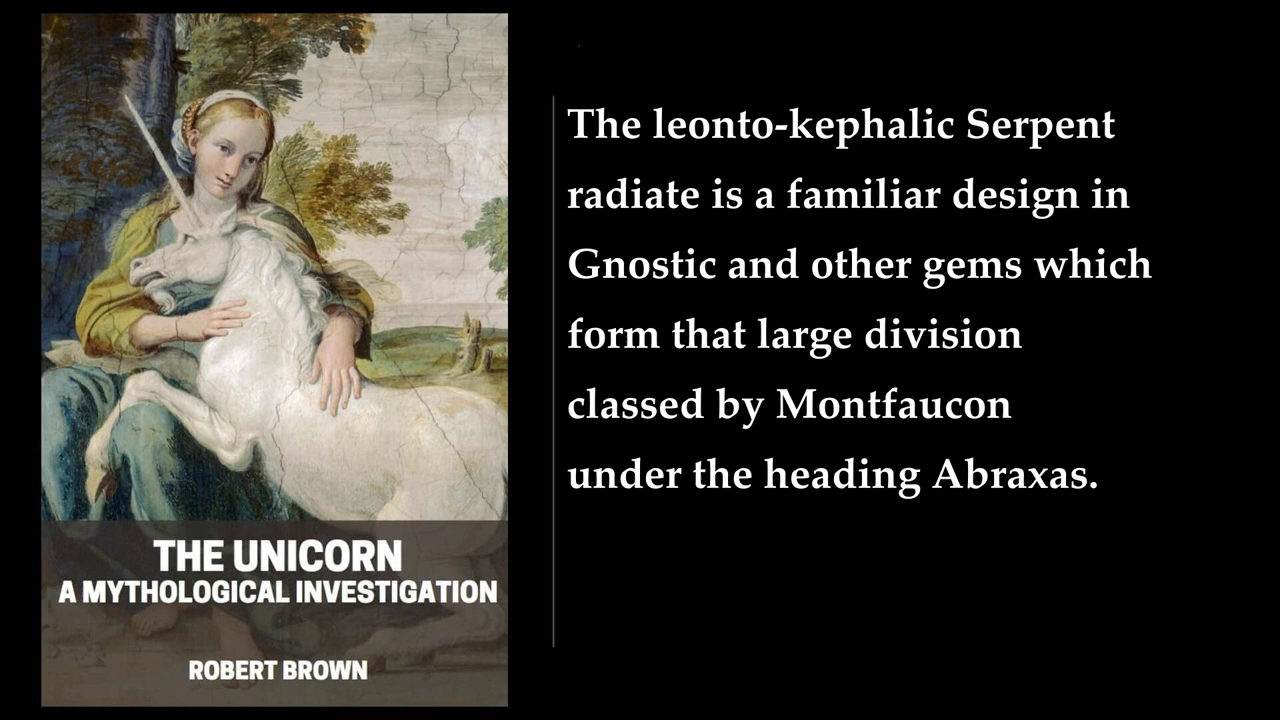 THE UNICORN
A MYTHOLOGICAL INVESTIGATION
ROBERT BROWN
The leonto-kephalic Serpent
radiate is a familiar design in
Gnostic and other gems which
form that large division
classed by Montfaucon
under the heading Abraxas.